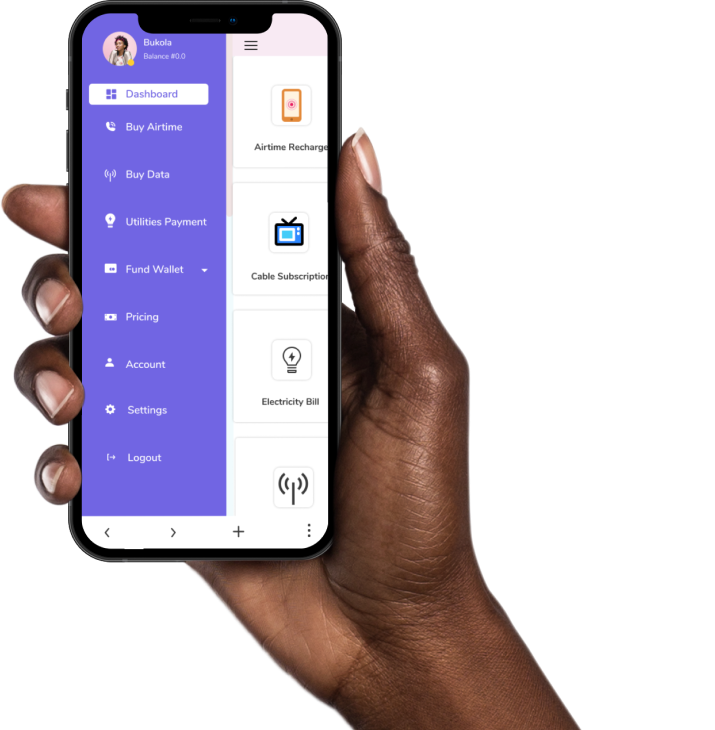 Bukola
Balance #0.0
Dashboard
Buy Airtime
Buy Data
Utilities Payment
Fund Wallet
Pricing
Account
Settings
Logout
Airtime Recharge
Cable Subscription
Electricity Bill